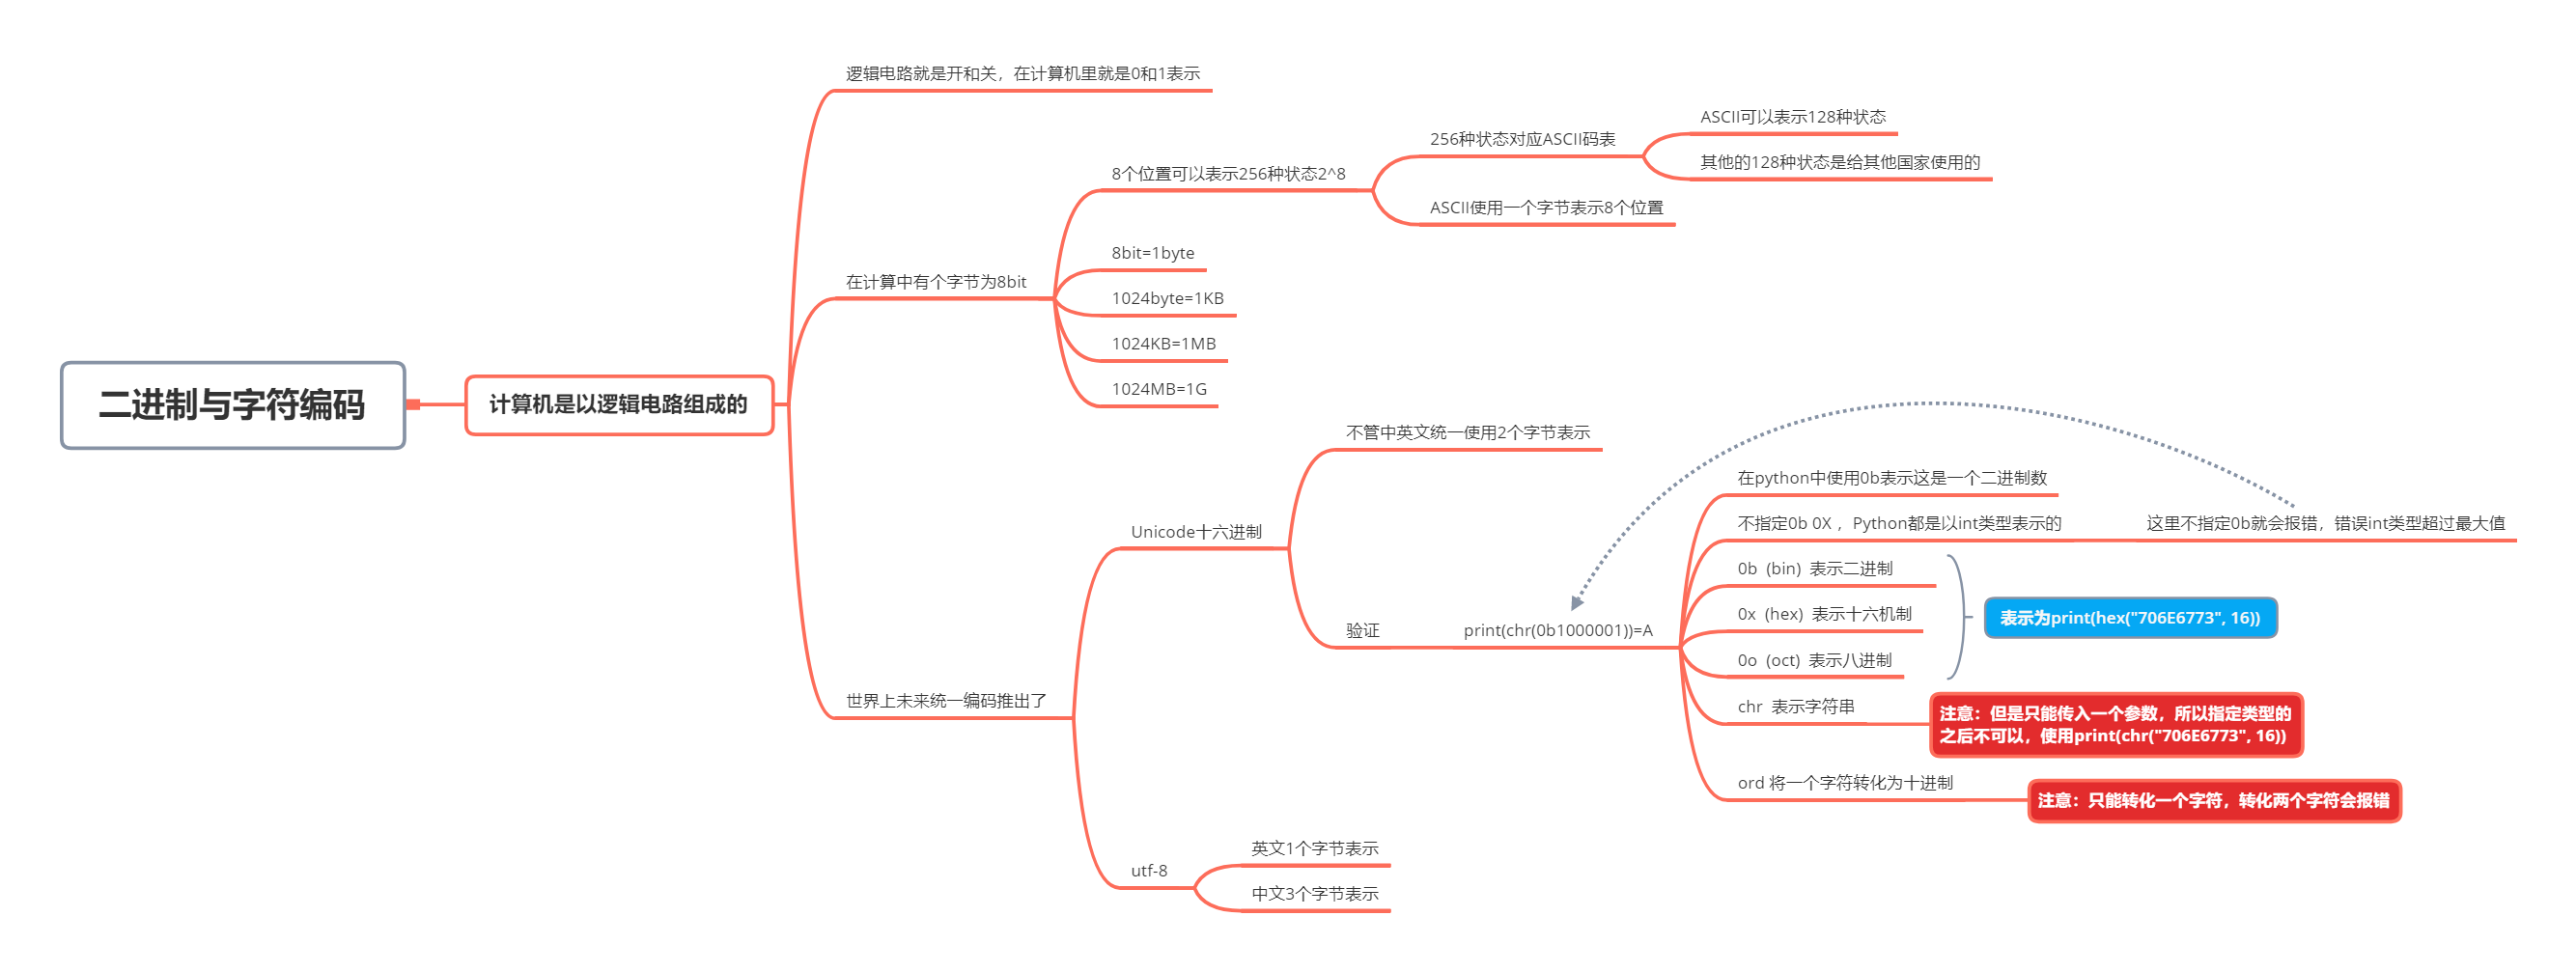 二进制与字符编码
计算机是以逻辑电路组成的
逻辑电路就是开和关，在计算机里就是0和1表示
在计算中有个字节为8bit
8个位置可以表示256种状态2^8
256种状态对应ASCII码表
ASCII可以表示128种状态
其他的128种状态是给其他国家使用的
ASCII使用一个字节表示8个位置
8bit=1byte
1024byte=1KB
1024KB=1MB
1024MB=1G
世界上未来统一编码推出了
Unicode十六进制
不管中英文统一使用2个字节表示
验证
print(chr(0b1000001))=A
在python中使用0b表示这是一个二进制数
不指定0b 0X ，Python都是以int类型表示的
这里不指定0b就会报错，错误int类型超过最大值
0b  (bin)  表示二进制
0x  (hex)  表示十六机制
0o  (oct)  表示八进制
表示为print(hex("706E6773", 16))
chr  表示字符串
注意：但是只能传入一个参数，所以指定类型的
之后不可以，使用print(chr("706E6773", 16))
ord 将一个字符转化为十进制
注意：只能转化一个字符，转化两个字符会报错
utf-8
英文1个字节表示
中文3个字节表示